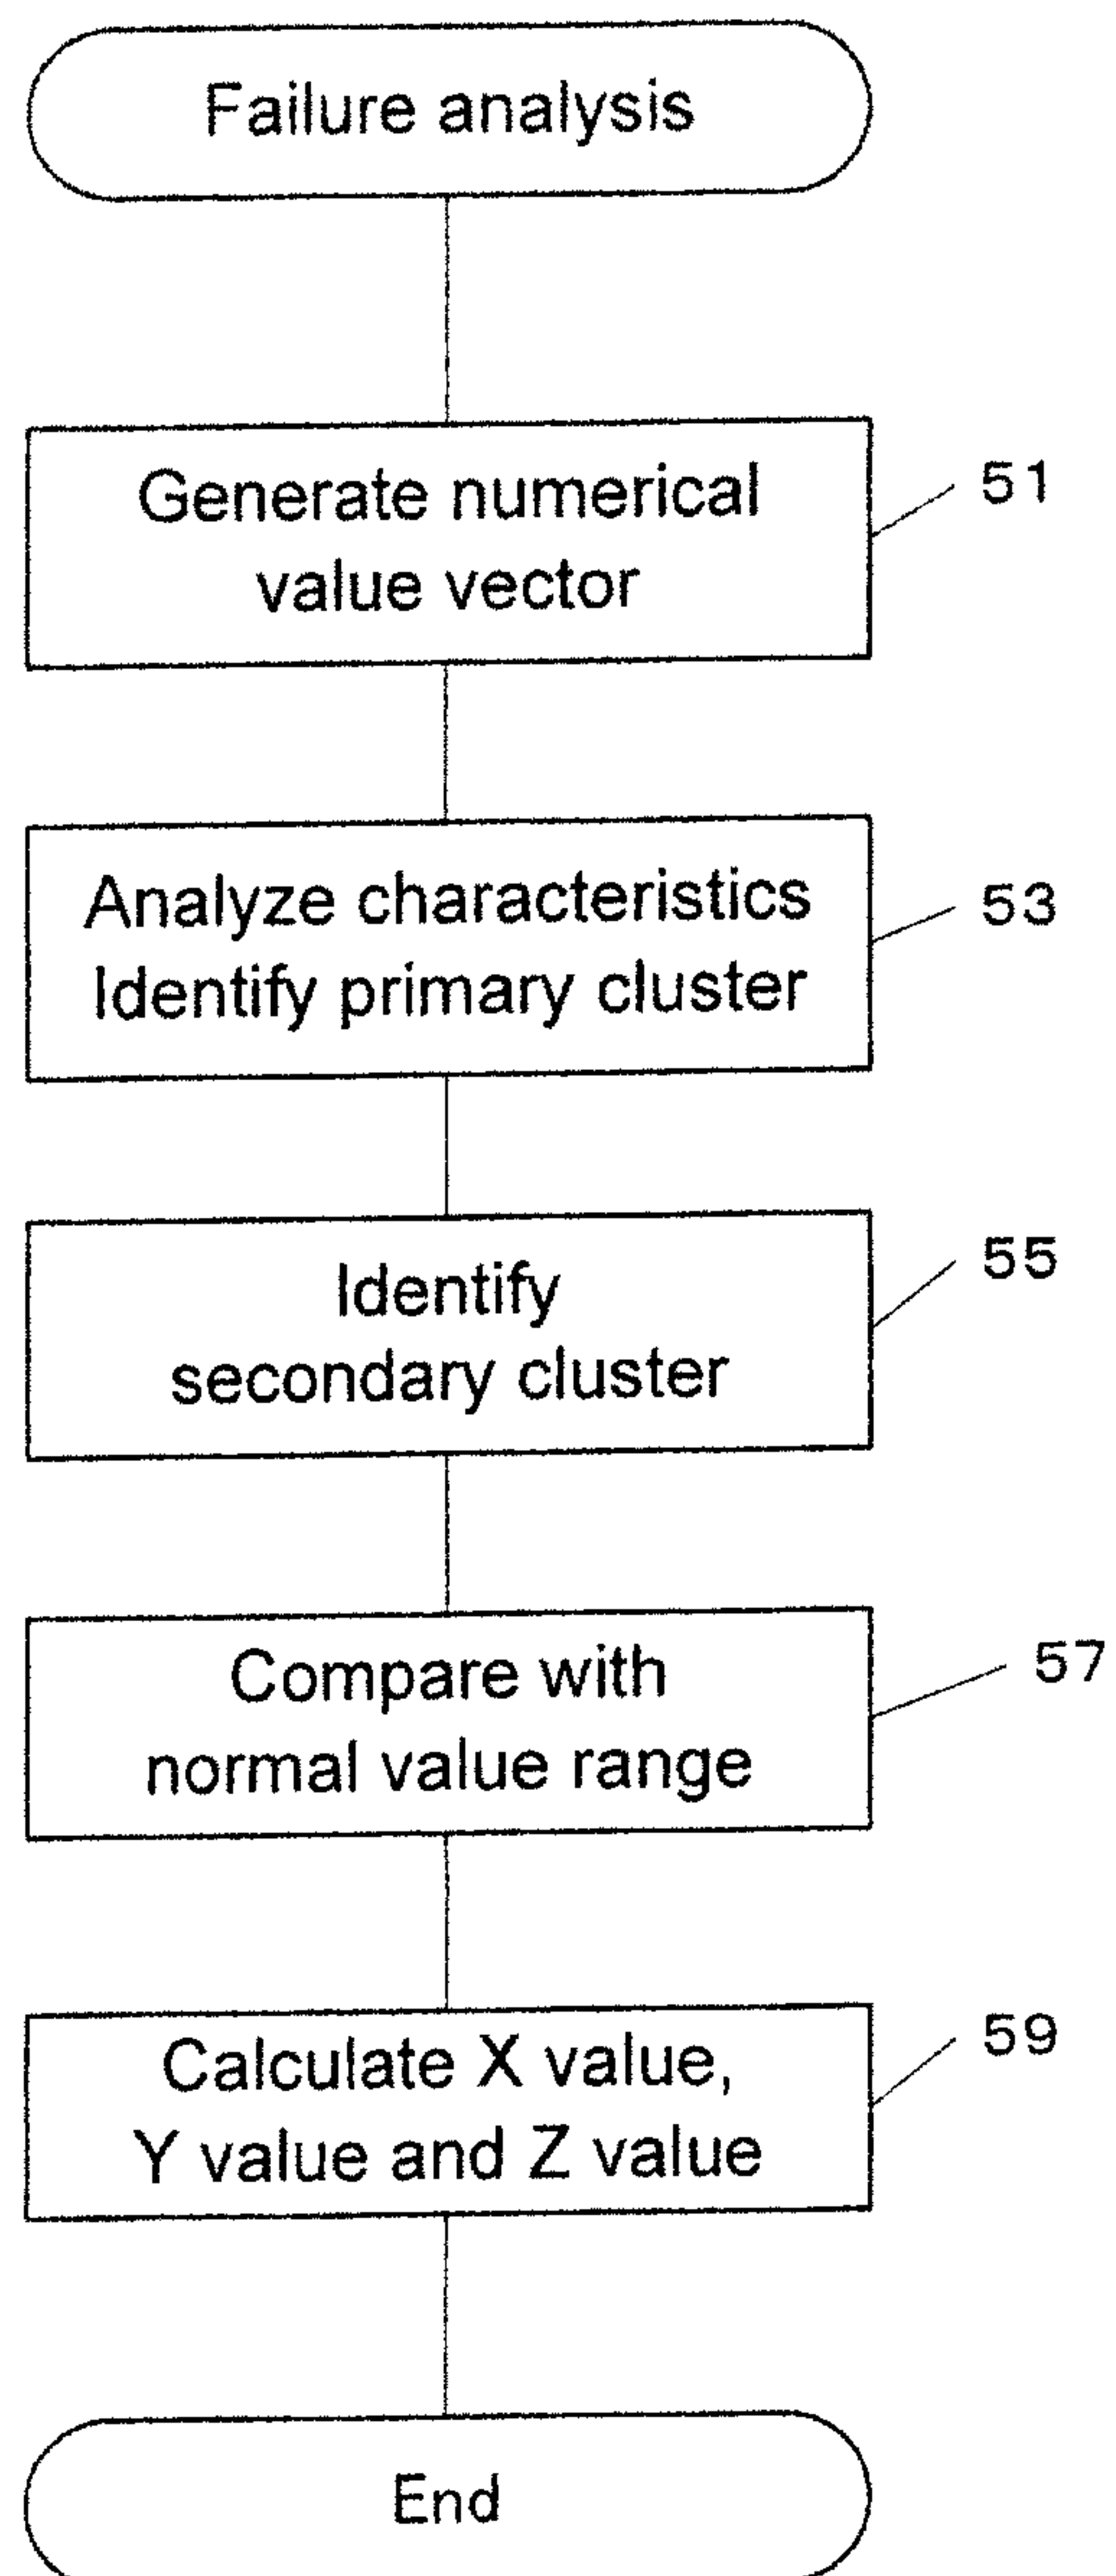 Failure analysis
Generate numerical
value vector
51
Analyze characteristics
Identify primary cluster
53
Identify
secondary cluster
55
Compare with
normal value range
57
Calculate X value,
Y value and Z value
59
End